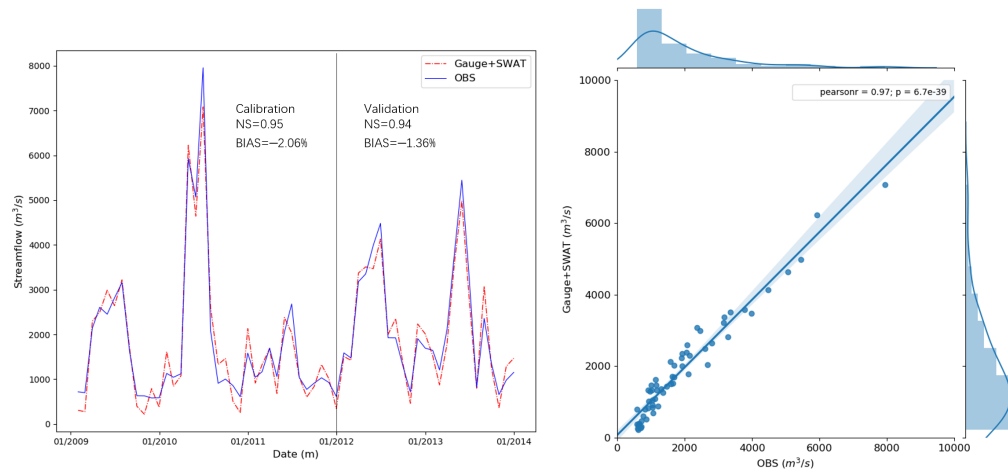 Gauge+SWAT
OBS
Calibration
NS=0.95
BIAS=−2.06%
Validation
NS=0.94
BIAS=−1.36%
Streamflow (m³/s)
8000
7000
6000
5000
4000
3000
2000
1000
0
01/2009
01/2010
01/2011
01/2012
01/2013
01/2014
Date (m)
pearsonr = 0.97; p = 6.7e-39
Gauge+SWAT (m³/s)
10000
8000
6000
4000
2000
0
0
2000
4000
6000
8000
10000
OBS (m³/s)